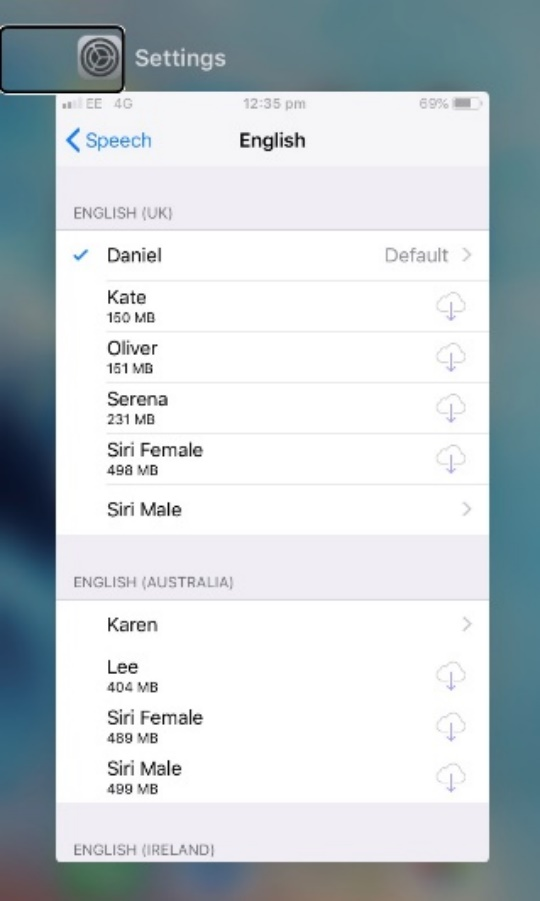 Settings
EE 4G 12:35 pm 69%
Speech English
ENGLISH (UK)
Daniel Default
Kate
150 MB
Oliver
151 MB
Serena
231 MB
Siri Female
498 MB
Siri Male
ENGLISH (AUSTRALIA)
Karen
Lee
404 MB
Siri Female
489 MB
Siri Male
499 MB
ENGLISH (IRELAND)